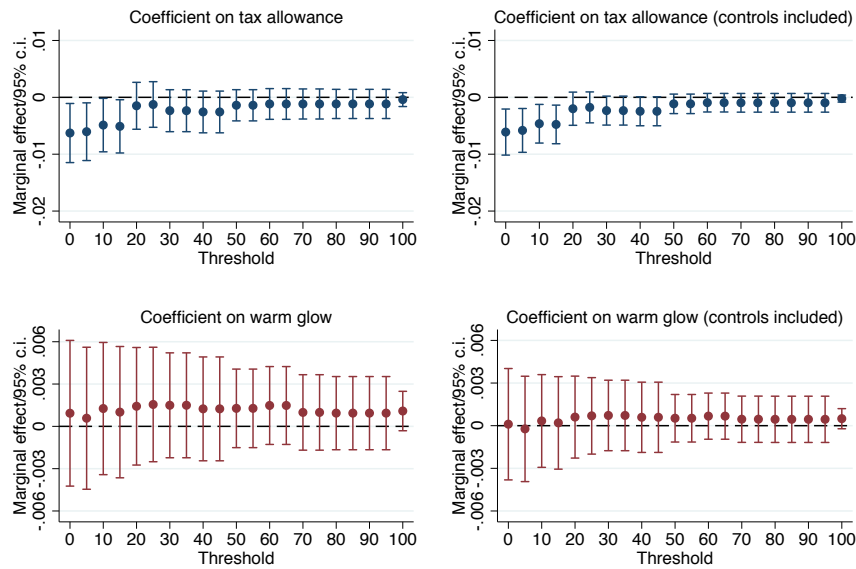 Coefficient on tax allowance
Marginal effect/95% c.i.
.01
0
-.01
-.02
0 10 20 30 40 50 60 70 80 90 100
Threshold
Coefficient on tax allowance (controls included)
Marginal effect/95% c.i.
.01
0
-.01
-.02
0 10 20 30 40 50 60 70 80 90 100
Threshold
Coefficient on warm glow
Marginal effect/95% c.i.
.006
.003
0
-.003
-.006
0 10 20 30 40 50 60 70 80 90 100
Threshold
Coefficient on warm glow (controls included)
Marginal effect/95% c.i.
.006
.003
0
-.003
-.006
0 10 20 30 40 50 60 70 80 90 100
Threshold